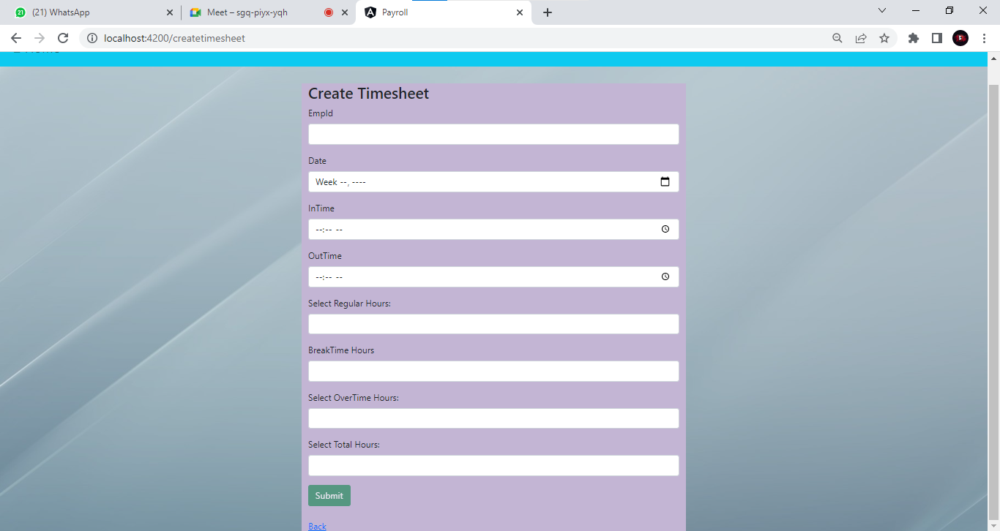 21
(21) WhatsApp
Meet – sgq-piyx-yqh
Payroll
localhost:4200/createtimesheet
Create Timesheet
EmpId
Date
Week --, ----
InTime
--:-- --
OutTime
--:-- --
Select Regular Hours:
BreakTime Hours
Select OverTime Hours:
Select Total Hours:
Submit
Back